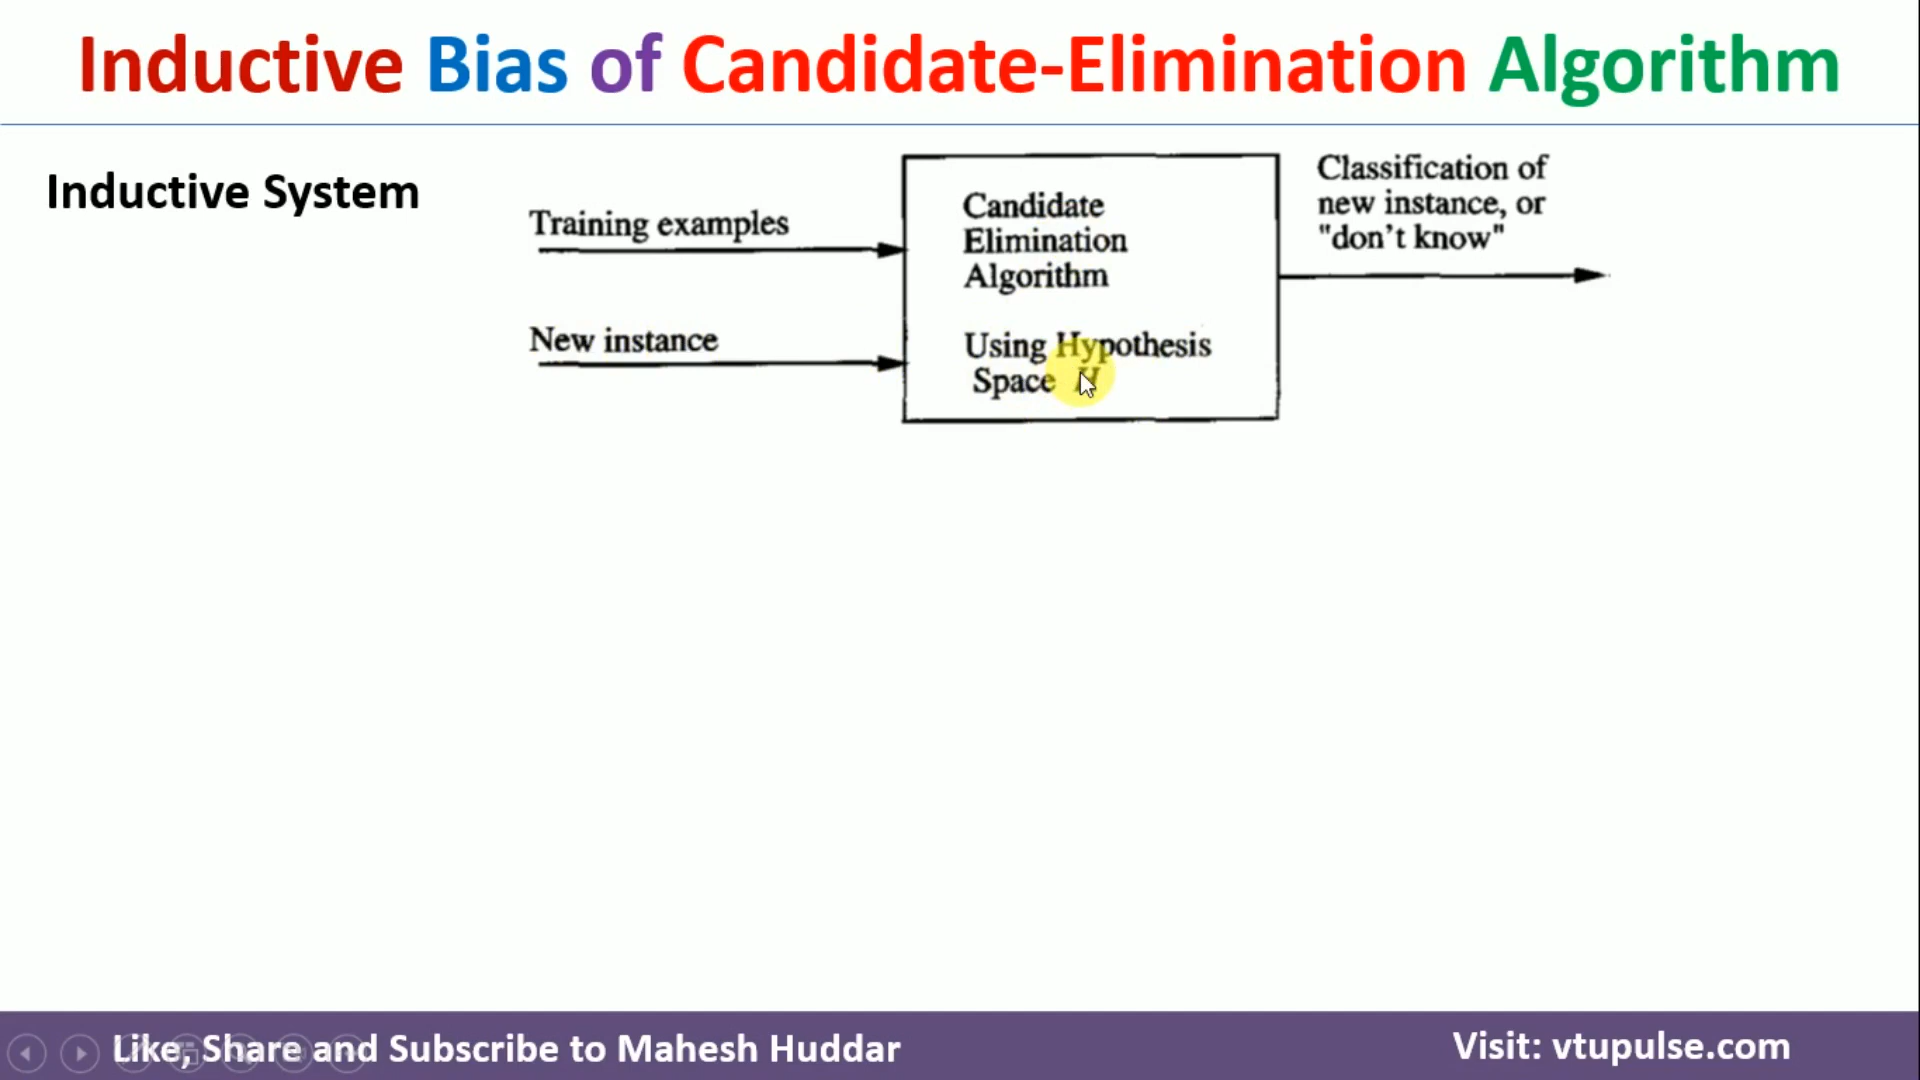 Inductive Bias of Candidate-Elimination Algorithm
Inductive System
Training examples
New instance
Candidate
Elimination
Algorithm
Using Hypothesis
Space H
Classification of
new instance, or
"don't know"
Like, Share and Subscribe to Mahesh Huddar
Visit: vtupulse.com